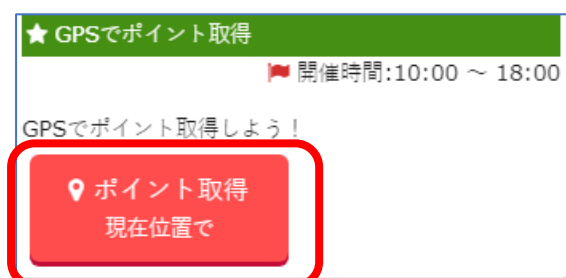 ★ GPSでポイント取得
開催時間:10:00 ～ 18:00
GPSでポイント取得しよう！
ポイント取得
現在位置で